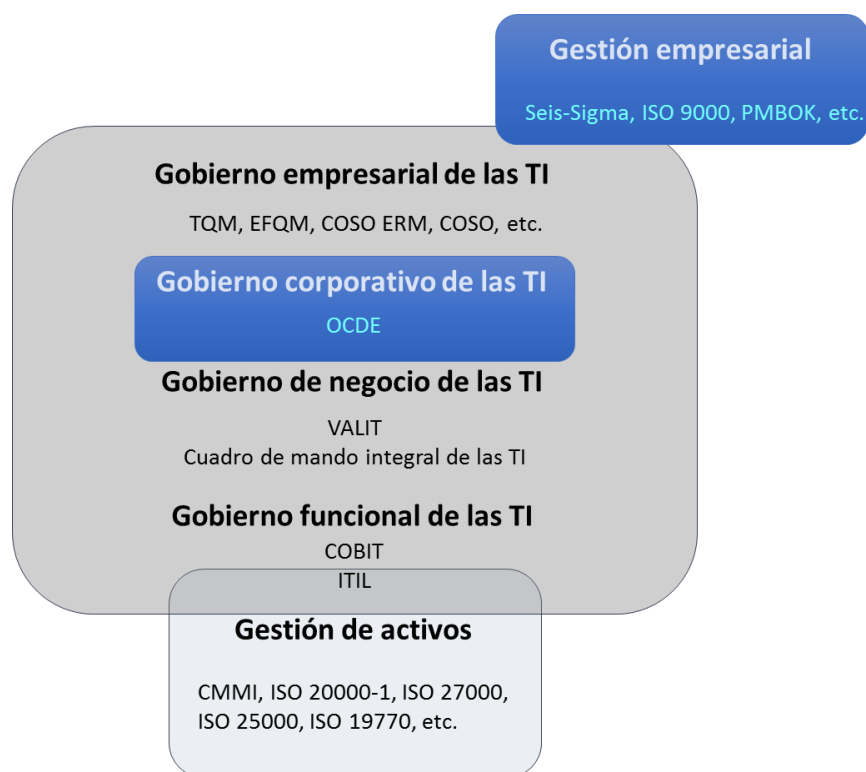 Gestión empresarial
Seis-Sigma, ISO 9000, PMBOK, etc.
Gobierno empresarial de las TI
TQM, EFQM, COSO ERM, COSO, etc.
Gobierno corporativo de las TI
OCDE
Gobierno de negocio de las TI
VALIT
Cuadro de mando integral de las TI
Gobierno funcional de las TI
COBIT
ITIL
Gestión de activos
CMMI, ISO 20000-1, ISO 27000,
ISO 25000, ISO 19770, etc.